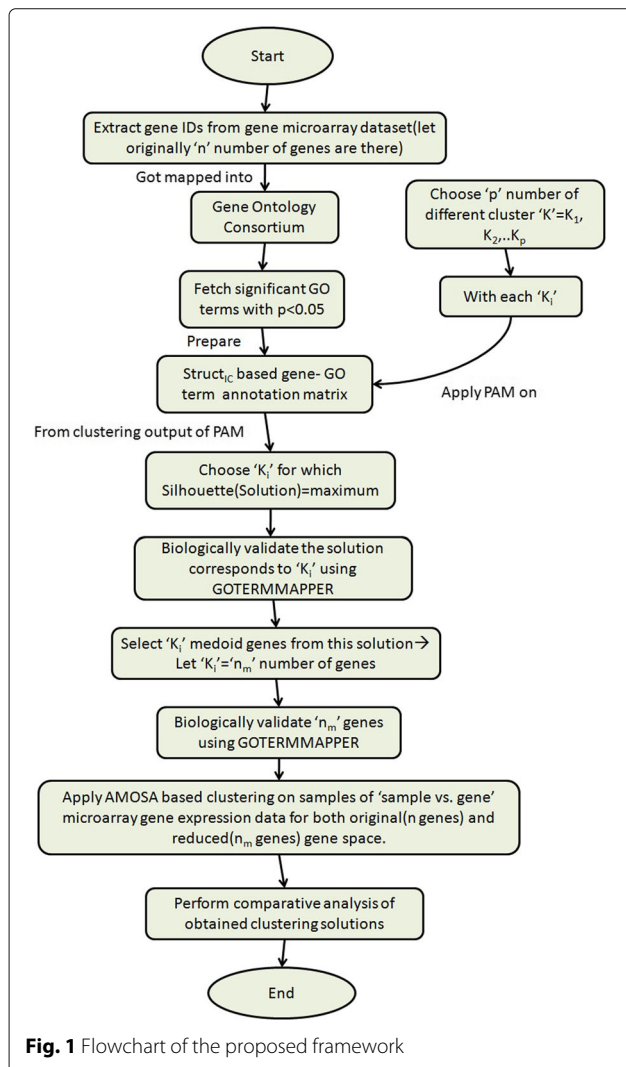 Start
Extract gene IDs from gene microarray dataset(let
originally ‘n’ number of genes are there)
Got mapped into
Gene Ontology
Consortium
Choose ‘p’ number of
different cluster ‘K’=K1,
K2,..Kp
Fetch significant GO
terms with p<0.05
With each ‘Ki’
Prepare
StructIC based gene- GO
term annotation matrix
Apply PAM on
From clustering output of PAM
Choose ‘Ki’ for which
Silhouette(Solution)=maximum
Biologically validate the solution
corresponds to ‘Ki’ using
GOTERMMAPPER
Select ‘Ki’ medoid genes from this solution→
Let ‘Ki’=‘nm’ number of genes
Biologically validate ‘nm’ genes
using GOTERMMAPPER
Apply AMOSA based clustering on samples of ‘sample vs. gene’
microarray gene expression data for both original(n genes) and
reduced(nm genes) gene space.
Perform comparative analysis of
obtained clustering solutions
End
Fig. 1 Flowchart of the proposed framework